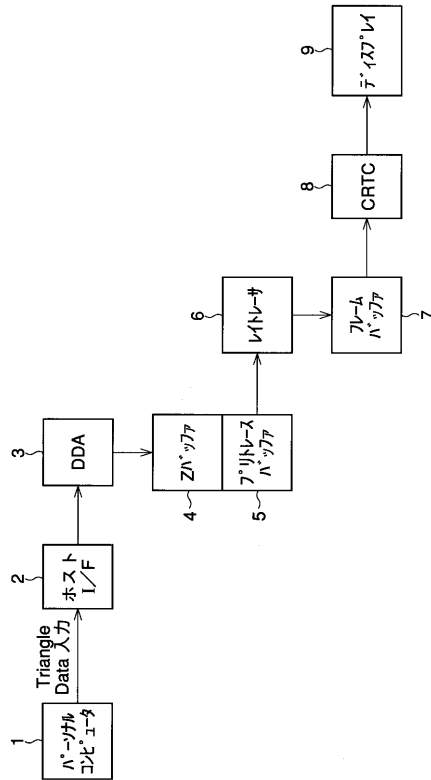 1
パーソナル
コンピュータ
Triangle
Data 入力
2
ホスト
I/F
3
DDA
4
Zバッファ
5
プリトレース
バッファ
6
レイトレーサ
7
フレーム
バッファ
8
CRTC
9
ディスプレイ